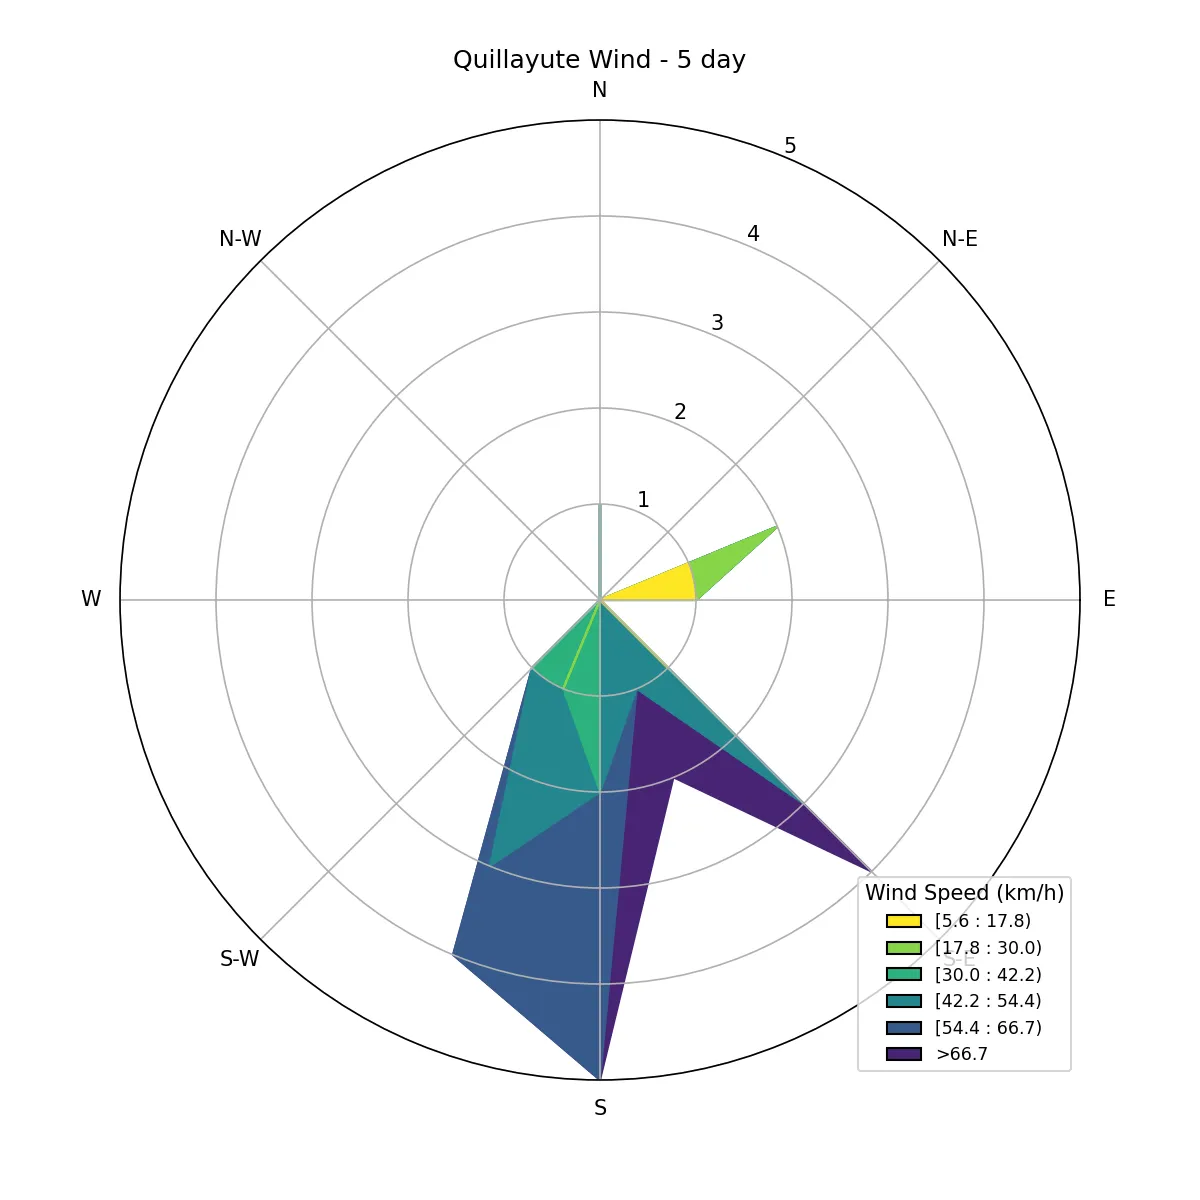 Quillayute Wind - 5 day
N
5
N-W
4
N-E
3
2
1
W
E
S-W
S-E
S
Wind Speed (km/h)
[5.6 : 17.8)
[17.8 : 30.0)
[30.0 : 42.2)
[42.2 : 54.4)
[54.4 : 66.7)
>66.7